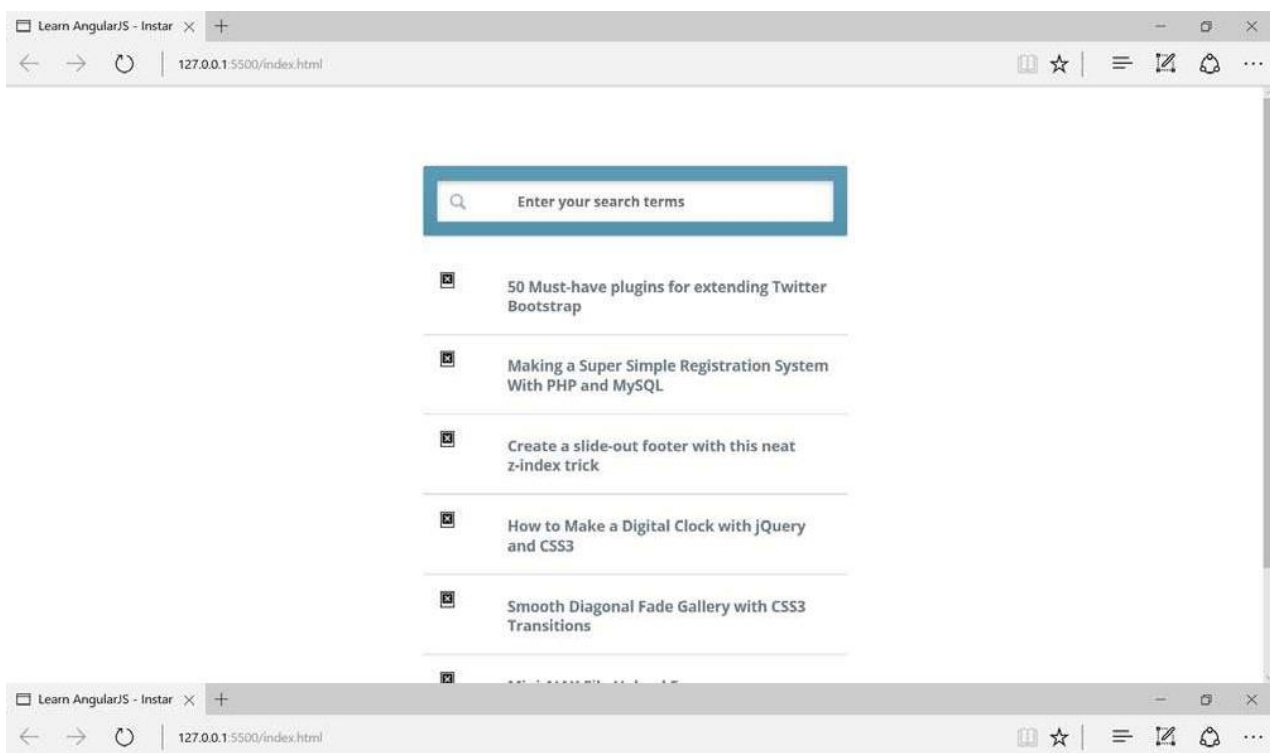 Learn AngularJS - Instar
127.0.0.1:5500/index.html
Enter your search terms
50 Must-have plugins for extending Twitter
Bootstrap
Making a Super Simple Registration System
With PHP and MySQL
Create a slide-out footer with this neat
z-index trick
How to Make a Digital Clock with jQuery
and CSS3
Smooth Diagonal Fade Gallery with CSS3
Transitions
Learn AngularJS - Instar
127.0.0.1:5500/index.html